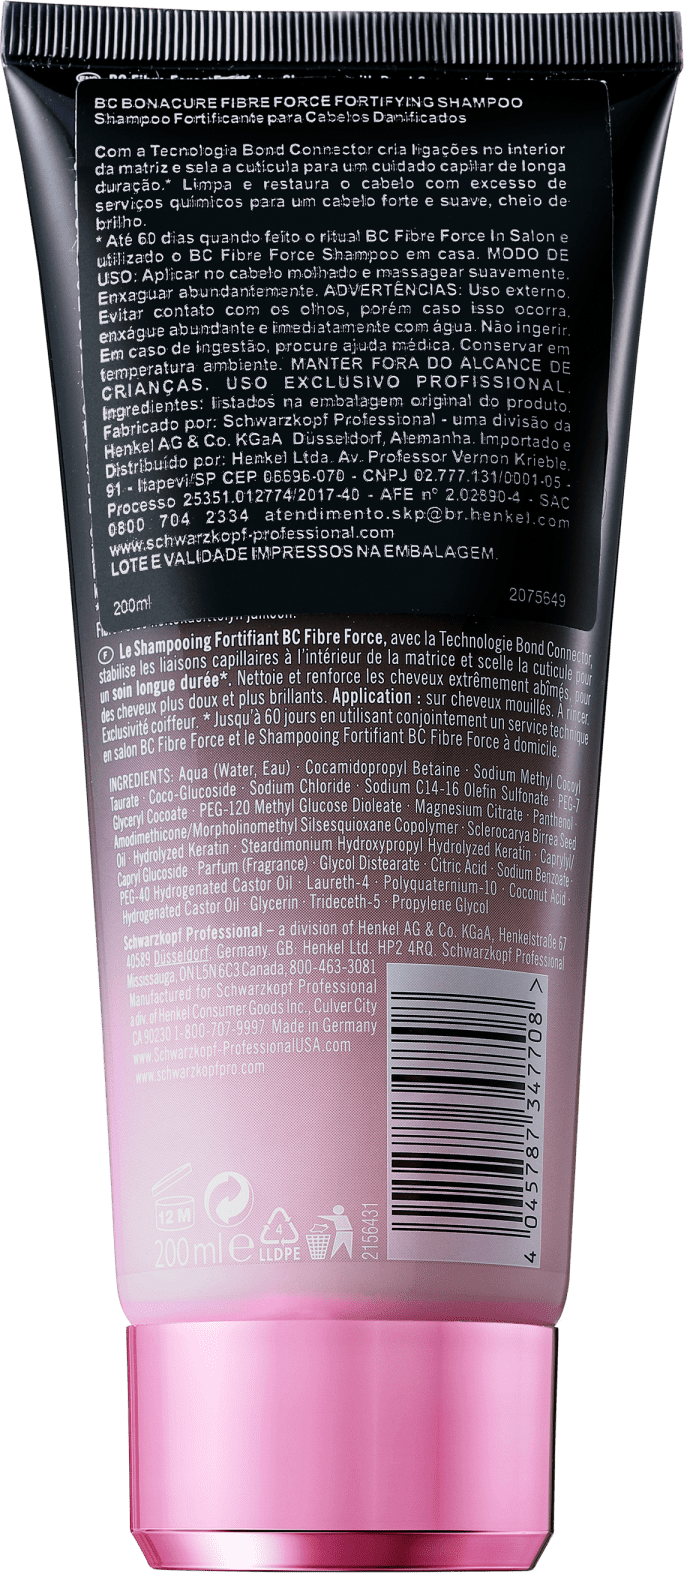 BC BONACURE FIBRE FORCE FORTIFYING SHAMPOO
Shampoo Fortificante para Cabelos Danificados
Com a Tecnologia Bond Connector cria ligações no interior
da matriz e sela a cutícula para um cuidado capilar de longa
duração.* Limpa e restaura o cabelo com excesso de
serviços químicos para um cabelo forte e suave, cheio de
brilho.
* Até 60 dias quando feito o ritual BC Fibre Force In Salon e
utilizado o BC Fibre Force Shampoo em casa. MODO DE
USO: Aplicar no cabelo molhado e massagear suavemente.
Enxaguar abundantemente. ADVERTÊNCIAS: Uso externo.
Evitar contato com os olhos, porém caso isso ocorra,
enxágue abundante e imediatamente com água. Não ingerir.
Em caso de ingestão, procure ajuda médica. Conservar em
temperatura ambiente. MANTER FORA DO ALCANCE DE
CRIANÇAS. USO EXCLUSIVO PROFISSIONAL.
Ingredientes: listados na embalagem original do produto.
Fabricado por: Schwarzkopf Professional - uma divisão da
Henkel AG & Co. KGaA Düsseldorf, Alemanha. Importado e
Distribuído por: Henkel Ltda. Av. Professor Vernon Krieble.
91 - Itapevi/SP CEP 06696-070 - CNPJ 02.777.131/0001-05 -
Processo 25351.012774/2017-40 - AFE nº 2.02890-4 - SAC
0800 704 2334 atendimento.skp@br.henkel.com
www.schwarzkopf-professional.com
LOTE E VALIDADE IMPRESSOS NA EMBALAGEM.
200ml 2075649
F Le Shampooing Fortifiant BC Fibre Force, avec la Technologie Bond Connector,
stabilise les liaisons capillaires à l'intérieur de la matrice et scelle la cuticule pour
un soin longue durée*. Nettoie et renforce les cheveux extrêmement abîmés, pour
des cheveux plus doux et plus brillants. Application : sur cheveux mouillés. À rincer.
Exclusivité coiffeur. * Jusqu'à 60 jours en utilisant conjointement un service technique
en salon BC Fibre Force et le Shampooing Fortifiant BC Fibre Force à domicile.
INGREDIENTS: Aqua (Water, Eau) · Cocamidopropyl Betaine · Sodium Methyl Cocoyl
Taurate · Coco-Glucoside · Sodium Chloride · Sodium C14-16 Olefin Sulfonate · PEG-7
Glyceryl Cocoate · PEG-120 Methyl Glucose Dioleate · Magnesium Citrate · Panthenol ·
Amodimethicone/Morpholinomethyl Silsesquioxane Copolymer · Sclerocarya Birrea Seed
Oil · Hydrolyzed Keratin · Steardimonium Hydroxypropyl Hydrolyzed Keratin · Caprylyl/
Capryl Glucoside · Parfum (Fragrance) · Glycol Distearate · Citric Acid · Sodium Benzoate ·
PEG-40 Hydrogenated Castor Oil · Laureth-4 · Polyquaternium-10 · Coconut Acid ·
Hydrogenated Castor Oil · Glycerin · Trideceth-5 · Propylene Glycol
Schwarzkopf Professional – a division of Henkel AG & Co. KGaA, Henkelstraße 67
40589 Düsseldorf, Germany. GB: Henkel Ltd. HP2 4RQ. Schwarzkopf Professional
Mississauga, ON L5N 6C3 Canada, 800-463-3081
Manufactured for Schwarzkopf Professional
a div. of Henkel Consumer Goods Inc., Culver City
CA 90230 1-800-707-9997 Made in Germany
www.Schwarzkopf-ProfessionalUSA.com
www.schwarzkopfpro.com
4 045787 347708 >
12 M
200 ml e
4
LLDPE
2156431